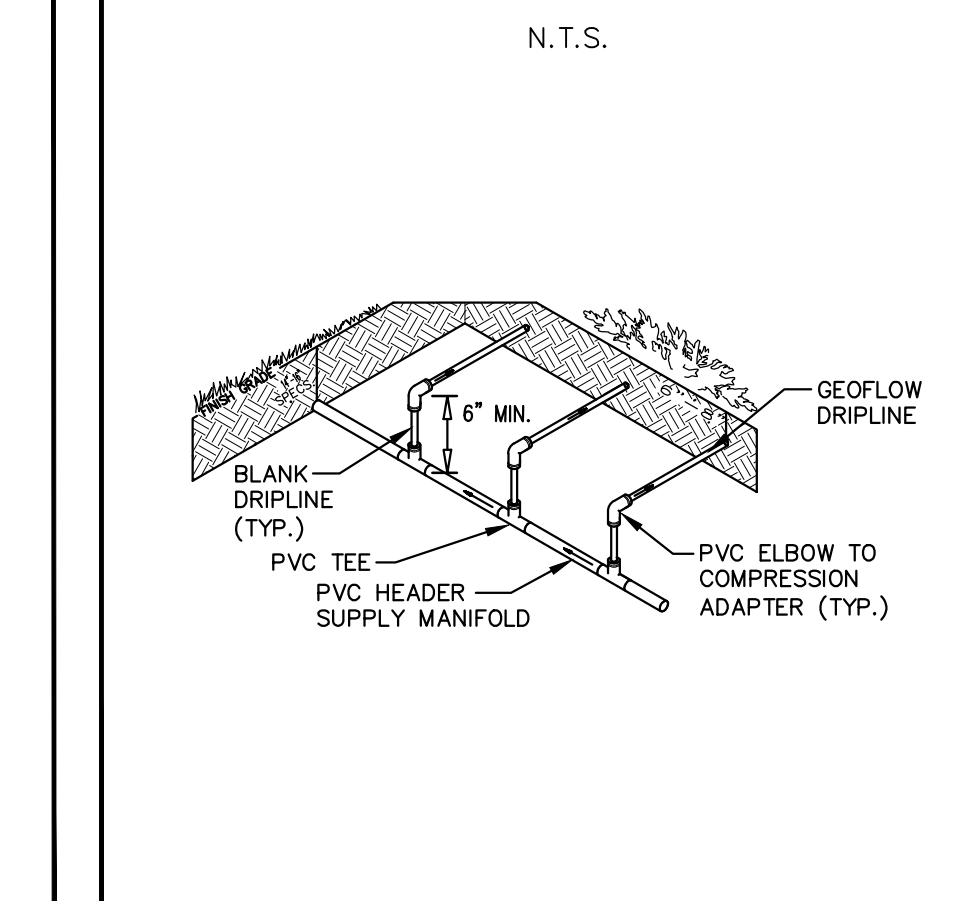 N.T.S.
GEOFLOW
DRIPLINE
FINISH GRADE
SPECS
6" MIN.
BLANK
DRIPLINE
(TYP.)
PVC TEE
PVC HEADER
SUPPLY MANIFOLD
PVC ELBOW TO
COMPRESSION
ADAPTER (TYP.)